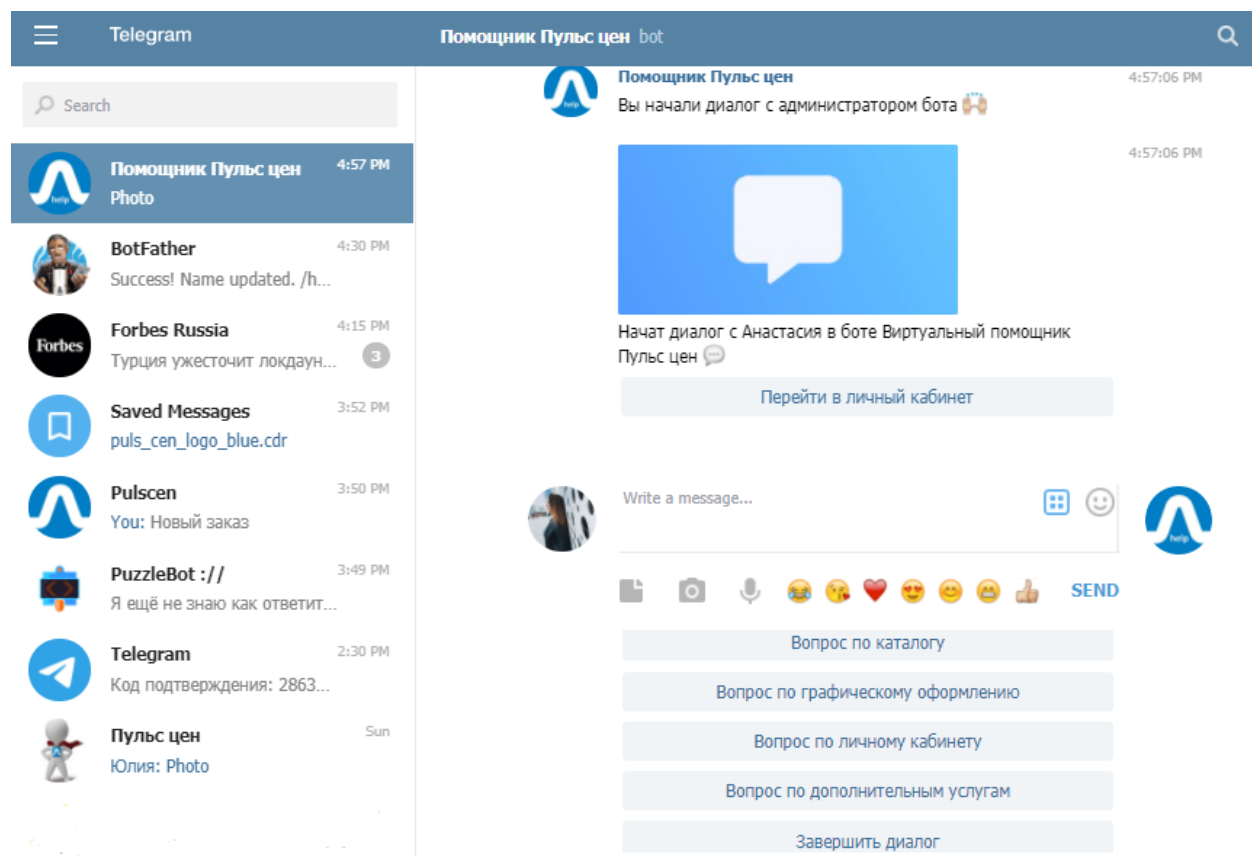 Telegram
Помощник Пульс цен bot
Search
Помощник Пульс цен 4:57 PM
Photo
BotFather 4:30 PM
Success! Name updated. /h...
Forbes
Forbes Russia 4:15 PM
Турция ужесточит локдаун... 3
Saved Messages 3:52 PM
puls_cen_logo_blue.cdr
Pulscen 3:50 PM
You: Новый заказ
PuzzleBot :// 3:49 PM
Я ещё не знаю как ответит...
Telegram 2:30 PM
Код подтверждения: 2863...
Пульс цен Sun
Юлия: Photo
help
Помощник Пульс цен 4:57:06 PM
Вы начали диалог с администратором бота
4:57:06 PM
Начат диалог с Анастасия в боте Виртуальный помощник
Пульс цен
Перейти в личный кабинет
Write a message...
help
SEND
Вопрос по каталогу
Вопрос по графическому оформлению
Вопрос по личному кабинету
Вопрос по дополнительным услугам
Завершить диалог